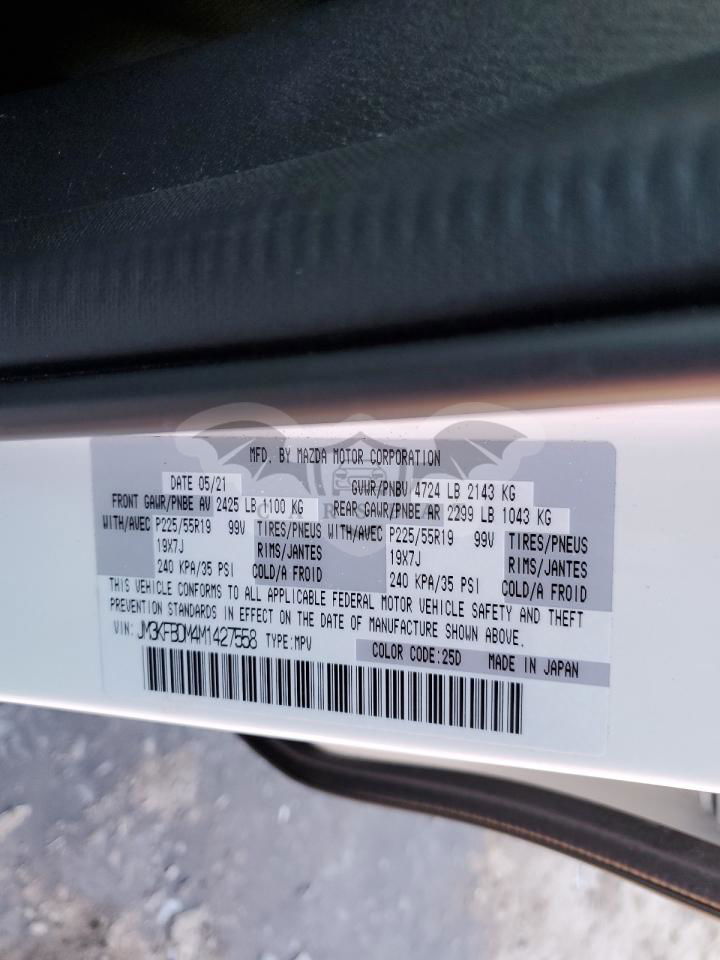 MFD. BY MAZDA MOTOR CORPORATION
DATE 05/21 GVWR/PNBV 4724 LB 2143 KG
FRONT GAWR/PNBE AV 2425 LB 1100 KG REAR GAWR/PNBE AR 2299 LB 1043 KG
WITH/AVEC P225/55R19 99V TIRES/PNEUS WITH/AVEC P225/55R19 99V TIRES/PNEUS
19X7J RIMS/JANTES 19X7J RIMS/JANTES
240 KPA/35 PSI COLD/A FROID 240 KPA/35 PSI COLD/A FROID
THIS VEHICLE CONFORMS TO ALL APPLICABLE FEDERAL MOTOR VEHICLE SAFETY AND THEFT
PREVENTION STANDARDS IN EFFECT ON THE DATE OF MANUFACTURE SHOWN ABOVE.
VIN: JM3KFBDM4M1427558 TYPE:MPV
COLOR CODE:25D MADE IN JAPAN